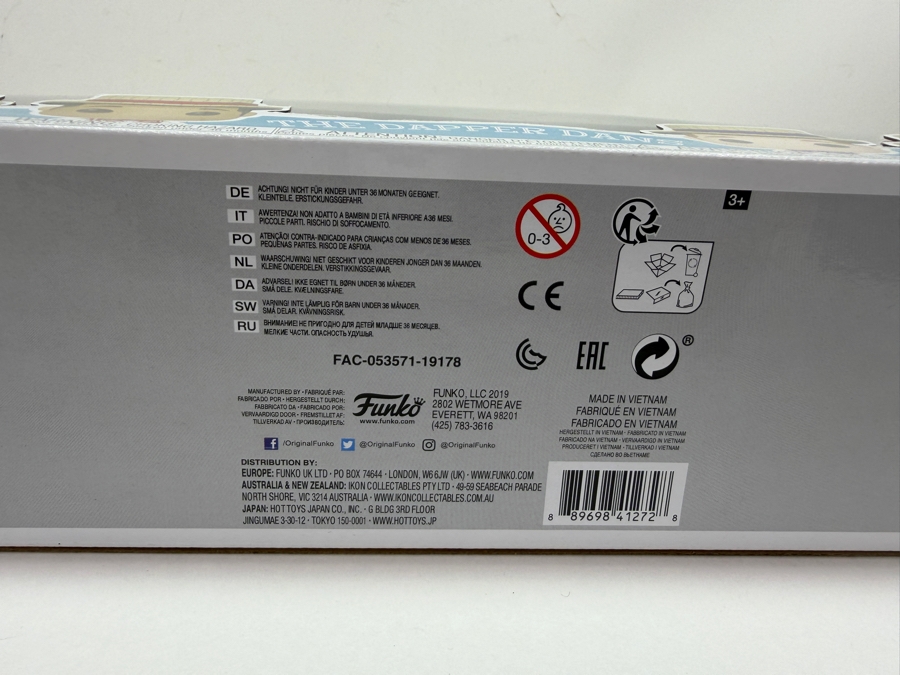 THE DAPPER DANS
3+
DE ACHTUNG! NICHT FÜR KINDER UNTER 36 MONATEN GEEIGNET.
KLEINTEILE. ERSTICKUNGSGEFAHR.
IT AVVERTENZA! NON ADATTO A BAMBINI DI ETÀ INFERIORE A 36 MESI.
PICCOLE PARTI. RISCHIO DI SOFFOCAMENTO.
PO ATENÇÃO! CONTRA-INDICADO PARA CRIANÇAS COM MENOS DE 36 MESES.
PEQUENAS PARTES. RISCO DE ASFIXIA.
NL WAARSCHUWING! NIET GESCHIKT VOOR KINDEREN JONGER DAN 36 MAANDEN.
KLEINE ONDERDELEN. VERSTIKKINGSGEVAAR.
DA ADVARSEL! IKKE EGNET TIL BØRN UNDER 36 MÅNEDER.
SMÅ DELE. KVÆLNINGSFARE.
SW VARNING! INTE LÄMPLIG FÖR BARN UNDER 36 MÅNADER.
SMÅ DELAR. KVÄVNINGSRISK.
RU ВНИМАНИЕ! НЕ ПРИГОДНО ДЛЯ ДЕТЕЙ МЛАДШЕ 36 МЕСЯЦЕВ.
МЕЛКИЕ ЧАСТИ. ОПАСНОСТЬ УДУШЬЯ.
0-3
CE
EAC
®
FAC-053571-19178
MANUFACTURED BY • FABRIQUÉ PAR:
FABRICADO POR • HERGESTELLT DURCH:
FABBRICATO DA • FABRICADO POR:
VERVAARDIGD DOOR • FREMSTILLET AF:
TILLVERKAD AV • ПРОИЗВОДИТЕЛЬ:
Funko
www.funko.com
FUNKO, LLC 2019
2802 WETMORE AVE
EVERETT, WA 98201
(425) 783-3616
/OriginalFunko @OriginalFunko @OriginalFunko
MADE IN VIETNAM
FABRIQUÉ EN VIETNAM
FABRICADO EN VIETNAM
HERGESTELLT IN VIETNAM • FABBRICATO IN VIETNAM
FABRICADO NA VIETNAM • VERVAARDIGD IN VIETNAM
PRODUCERET I VIETNAM • TILLVERKAD I VIETNAM
СДЕЛАНО ВО ВЬЕТНАМЕ
DISTRIBUTION BY:
EUROPE: FUNKO UK LTD • PO BOX 74644 • LONDON, W6 6JW (UK) • WWW.FUNKO.COM
AUSTRALIA & NEW ZEALAND: IKON COLLECTABLES PTY LTD • 49-59 SEABEACH PARADE
NORTH SHORE, VIC 3214 AUSTRALIA • WWW.IKONCOLLECTABLES.COM.AU
JAPAN: HOT TOYS JAPAN CO., INC. • G BLDG 3RD FLOOR
JINGUMAE 3-30-12 • TOKYO 150-0001 • WWW.HOTTOYS.JP
8 89698 41272 8